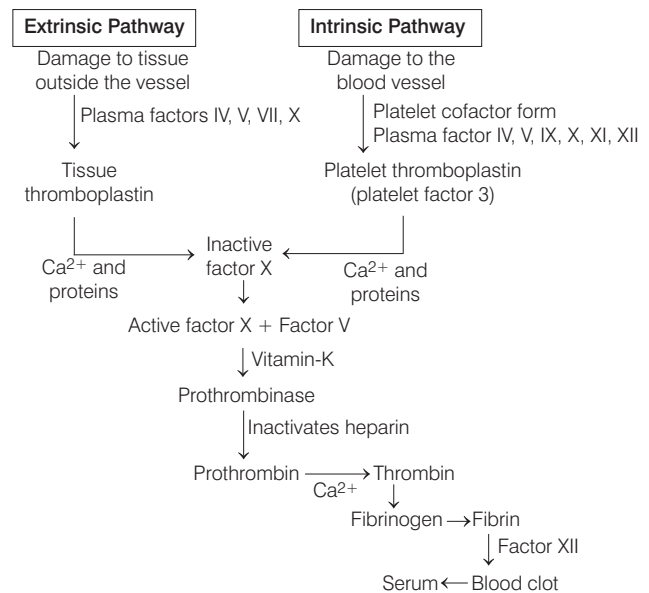 Extrinsic Pathway
Intrinsic Pathway
Damage to tissue
outside the vessel
Damage to the
blood vessel
Plasma factors IV, V, VII, X
Platelet cofactor form
Plasma factor IV, V, IX, X, XI, XII
Tissue
thromboplastin
Platelet thromboplastin
(platelet factor 3)
Inactive
factor X
Ca²⁺ and
proteins
Ca²⁺ and
proteins
Active factor X + Factor V
Vitamin-K
Prothrombinase
Inactivates heparin
Prothrombin
Thrombin
Ca²⁺
Fibrinogen
Fibrin
Factor XII
Serum
Blood clot